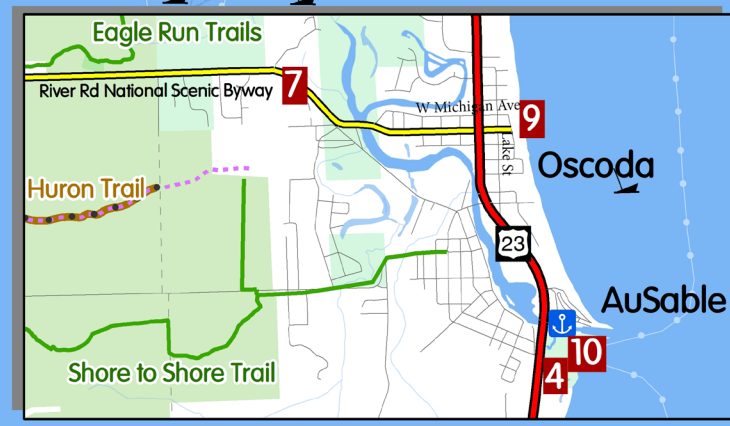 Eagle Run Trails
7
River Rd National Scenic Byway
W Michigan Ave
9
Lake St
Oscoda
Huron Trail
23
AuSable
10
4
Shore to Shore Trail